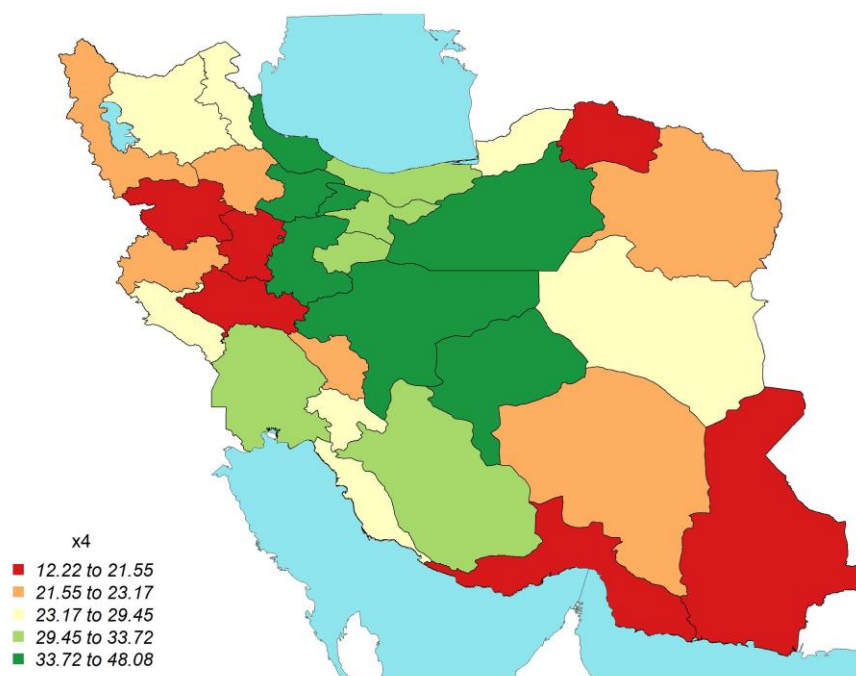 x4
12.22 to 21.55
21.55 to 23.17
23.17 to 29.45
29.45 to 33.72
33.72 to 48.08